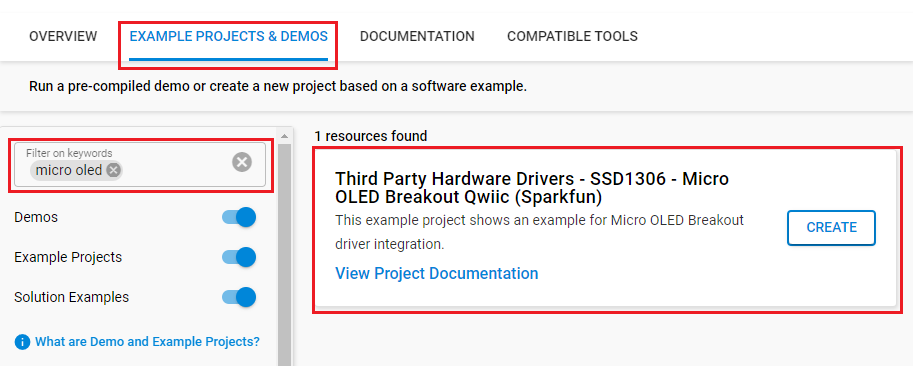 OVERVIEW
EXAMPLE PROJECTS & DEMOS
DOCUMENTATION
COMPATIBLE TOOLS
Run a pre-compiled demo or create a new project based on a software example.
Filter on keywords
micro oled
Demos
Example Projects
Solution Examples
What are Demo and Example Projects?
1 resources found
Third Party Hardware Drivers - SSD1306 - Micro
OLED Breakout Qwiic (Sparkfun)
This example project shows an example for Micro OLED Breakout
driver integration.
View Project Documentation
CREATE